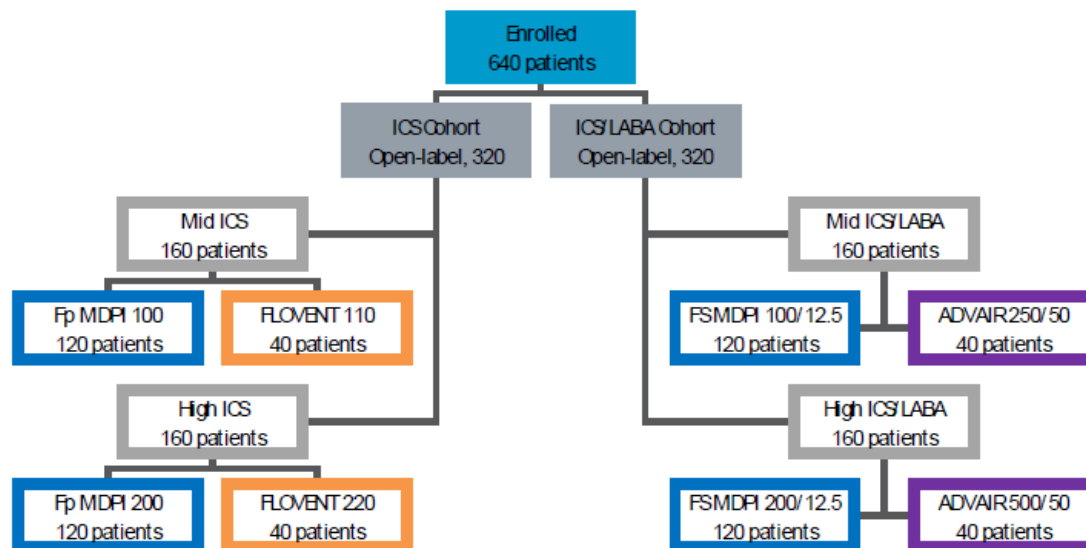 Enrolled
640 patients
ICS Cohort
Open-label, 320
ICS/LABA Cohort
Open-label, 320
Mid ICS
160 patients
Mid ICS/LABA
160 patients
Fp MDPI 100
120 patients
FLOVENT 110
40 patients
FS MDPI 100/12.5
120 patients
ADVAIR 250/50
40 patients
High ICS
160 patients
High ICS/LABA
160 patients
Fp MDPI 200
120 patients
FLOVENT 220
40 patients
FS MDPI 200/12.5
120 patients
ADVAIR 500/50
40 patients